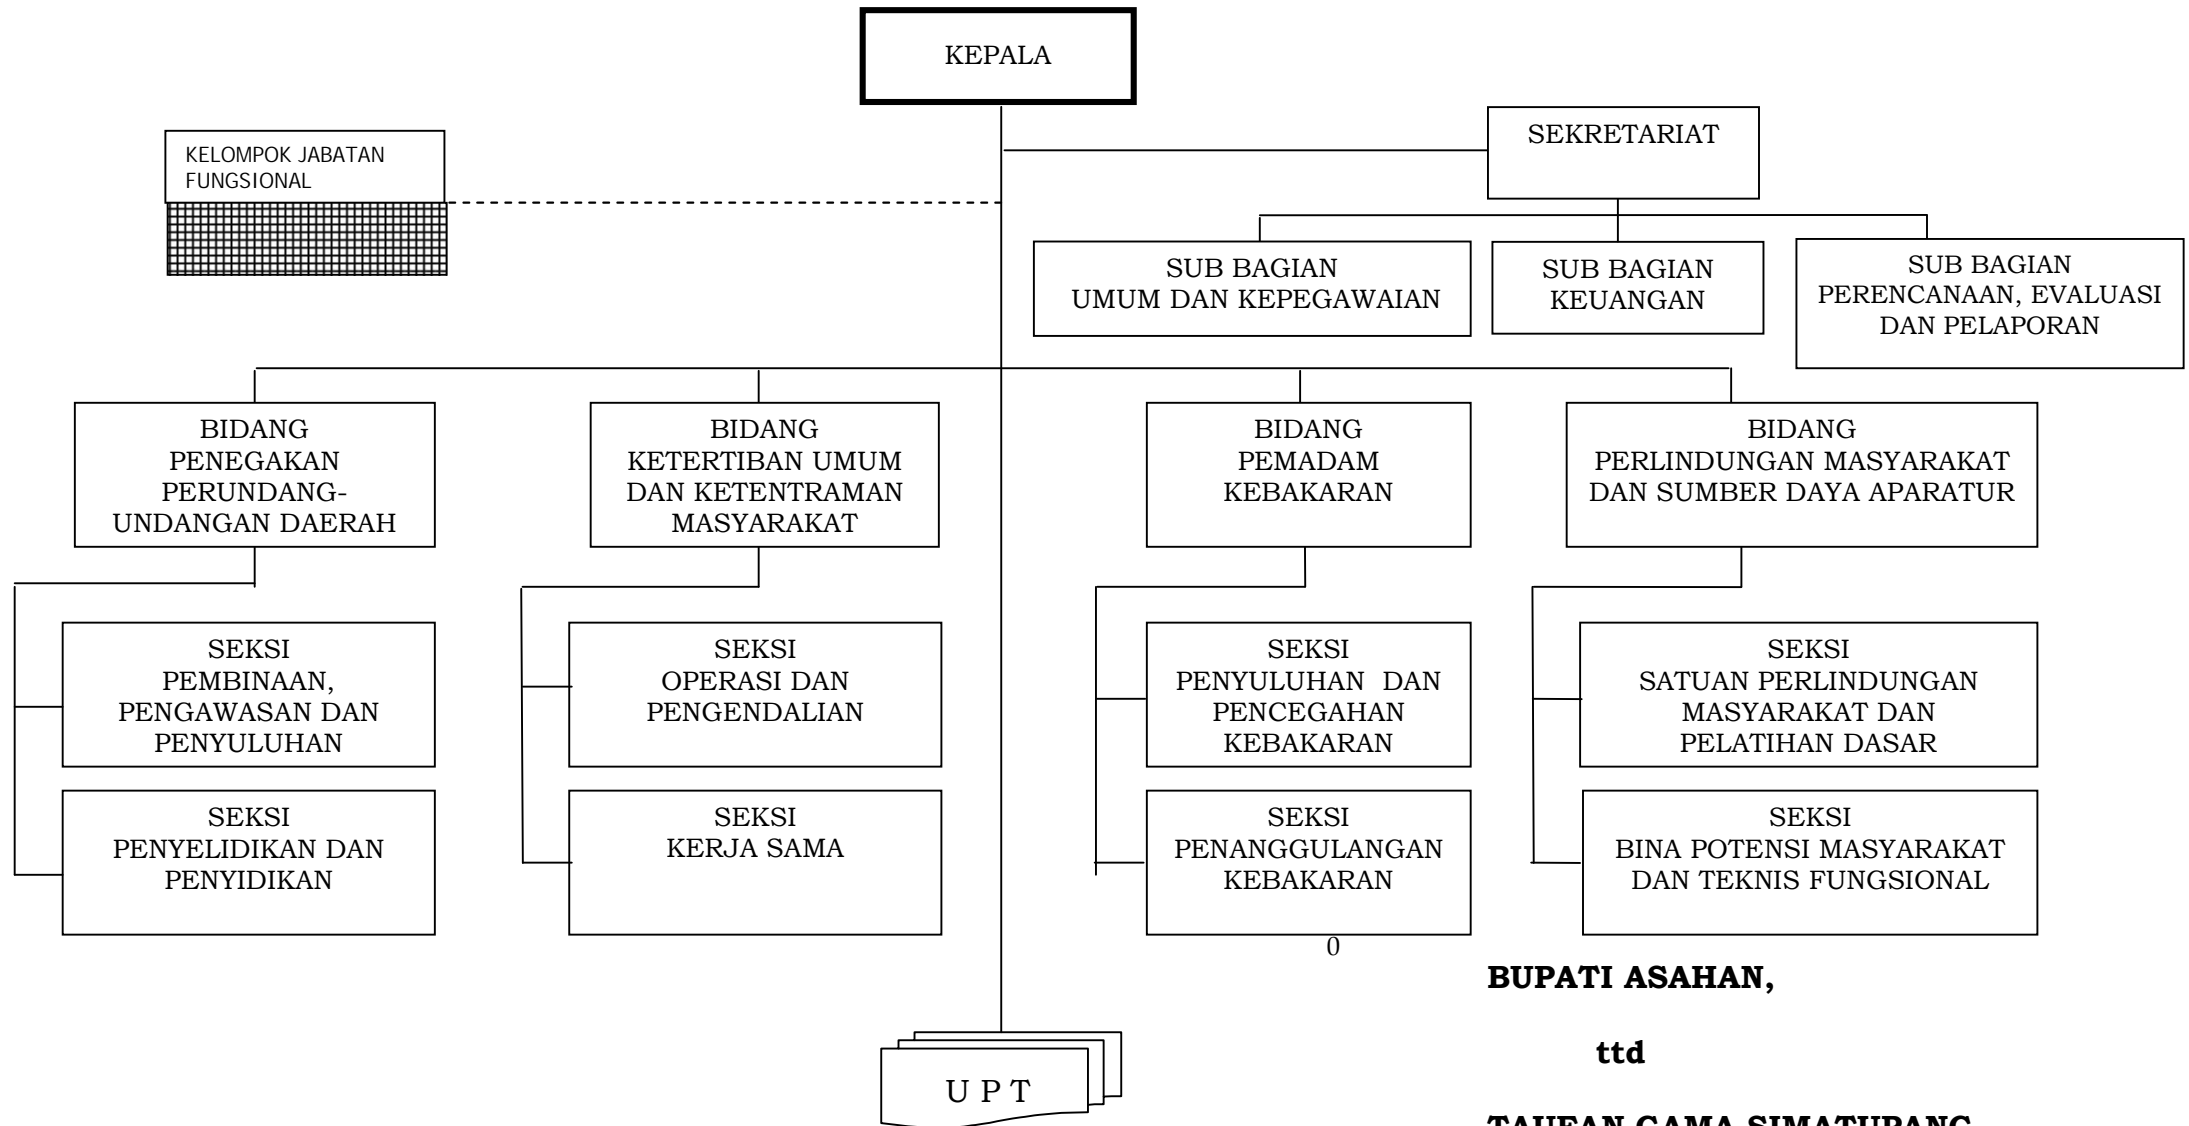 KEPALA
SEKRETARIAT
KELOMPOK JABATAN
FUNGSIONAL
SUB BAGIAN
UMUM DAN KEPEGAWAIAN
SUB BAGIAN
KEUANGAN
SUB BAGIAN
PERENCANAAN, EVALUASI
DAN PELAPORAN
BIDANG
PENEGAKAN
PERUNDANG-
UNDANGAN DAERAH
BIDANG
KETERTIBAN UMUM
DAN KETENTRAMAN
MASYARAKAT
BIDANG
PEMADAM
KEBAKARAN
BIDANG
PERLINDUNGAN MASYARAKAT
DAN SUMBER DAYA APARATUR
SEKSI
PEMBINAAN,
PENGAWASAN DAN
PENYULUHAN
SEKSI
OPERASI DAN
PENGENDALIAN
SEKSI
PENYULUHAN  DAN
PENCEGAHAN
KEBAKARAN
SEKSI
SATUAN PERLINDUNGAN
MASYARAKAT DAN
PELATIHAN DASAR
SEKSI
PENYELIDIKAN DAN
PENYIDIKAN
SEKSI
KERJA SAMA
SEKSI
PENANGGULANGAN
KEBAKARAN
SEKSI
BINA POTENSI MASYARAKAT
DAN TEKNIS FUNGSIONAL
0
BUPATI ASAHAN,
ttd
U P T
TAUFAN GAMA SIMATUPANG